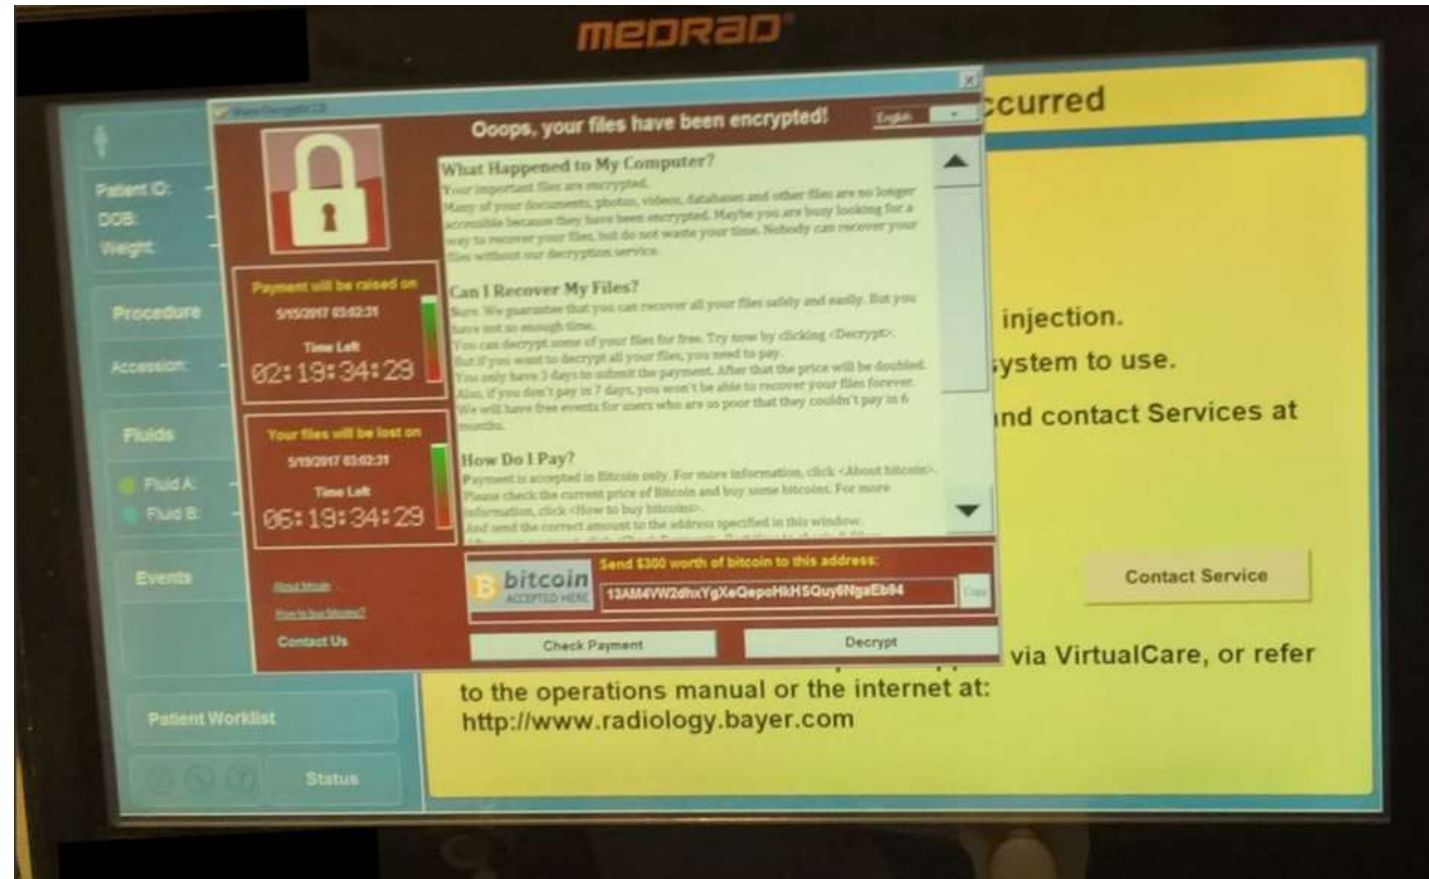 MEDRAD
Wana Decrypt0r 2.0
Ooops, your files have been encrypted!
English
ccurred
What Happened to My Computer?
Your important files are encrypted.
Many of your documents, photos, videos, databases and other files are no longer
accessible because they have been encrypted. Maybe you are busy looking for a
way to recover your files, but do not waste your time. Nobody can recover your
files without our decryption service.
Can I Recover My Files?
Sure. We guarantee that you can recover all your files safely and easily. But you
have not so enough time.
You can decrypt some of your files for free. Try now by clicking <Decrypt>.
But if you want to decrypt all your files, you need to pay.
You only have 3 days to submit the payment. After that the price will be doubled.
Also, if you don't pay in 7 days, you won't be able to recover your files forever.
We will have free events for users who are so poor that they couldn't pay in 6
months.
How Do I Pay?
Payment is accepted in Bitcoin only. For more information, click <About bitcoin>.
Please check the current price of Bitcoin and buy some bitcoins. For more
information, click <How to buy bitcoins>.
And send the correct amount to the address specified in this window.
Payment will be raised on
5/15/2017 03:02:31
Time Left
02:19:34:29
Your files will be lost on
5/19/2017 03:02:31
Time Left
06:19:34:29
About bitcoin
How to buy bitcoins?
Contact Us
bitcoin
ACCEPTED HERE
Send $300 worth of bitcoin to this address:
13AM4VW2dhxYgXeQepoHkHSQuy6NgaEb94
Copy
Check Payment
Decrypt
Patient ID:
DOB:
Weight:
Procedure
Accession:
Fluids
Fluid A:
Fluid B:
Events
Patient Worklist
Status
injection.
ystem to use.
and contact Services at
Contact Service
via VirtualCare, or refer
to the operations manual or the internet at:
http://www.radiology.bayer.com